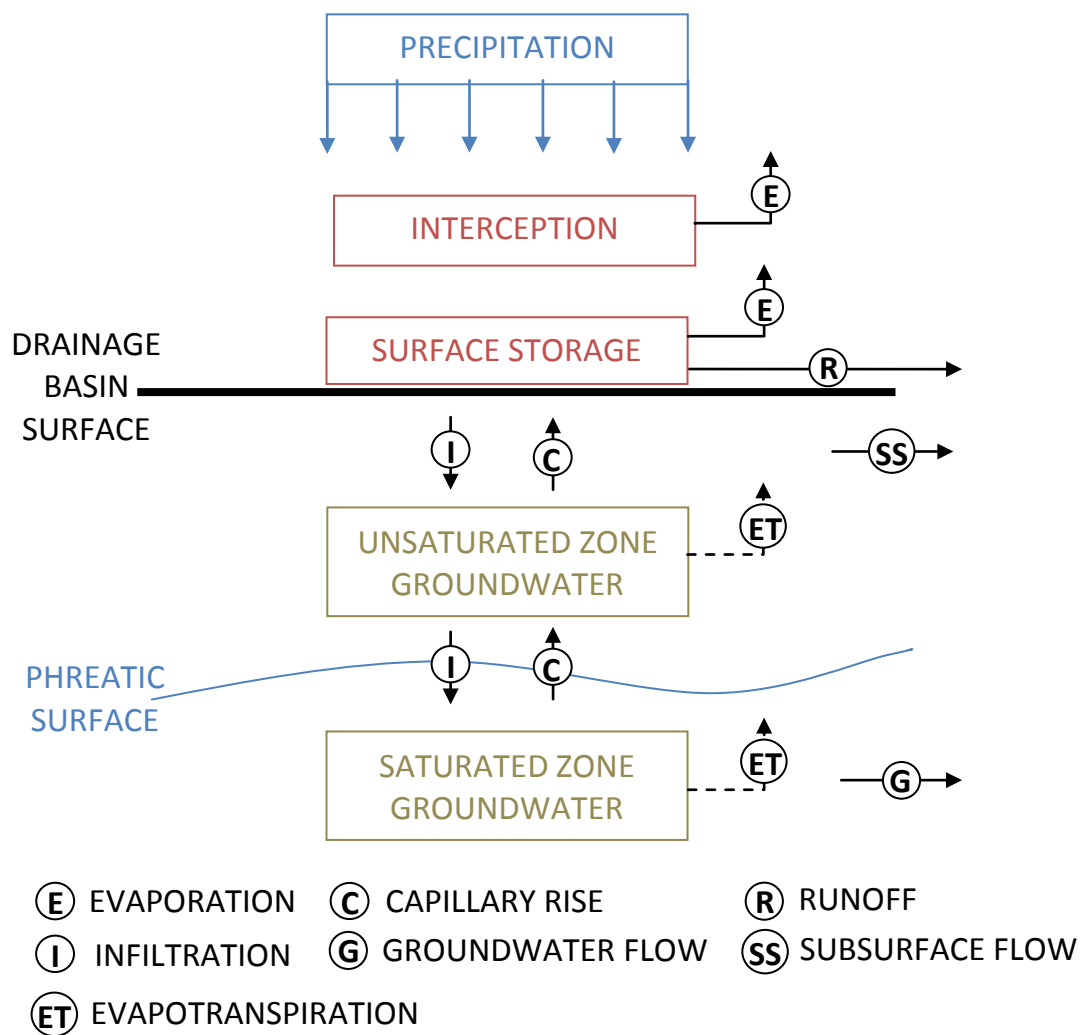 PRECIPITATION
E
INTERCEPTION
E
DRAINAGE
BASIN
SURFACE
SURFACE STORAGE
R
I
C
SS
UNSATURATED ZONE
GROUNDWATER
ET
I
C
PHREATIC
SURFACE
SATURATED ZONE
GROUNDWATER
ET
G
E EVAPORATION C CAPILLARY RISE R RUNOFF
I INFILTRATION G GROUNDWATER FLOW SS SUBSURFACE FLOW
ET EVAPOTRANSPIRATION